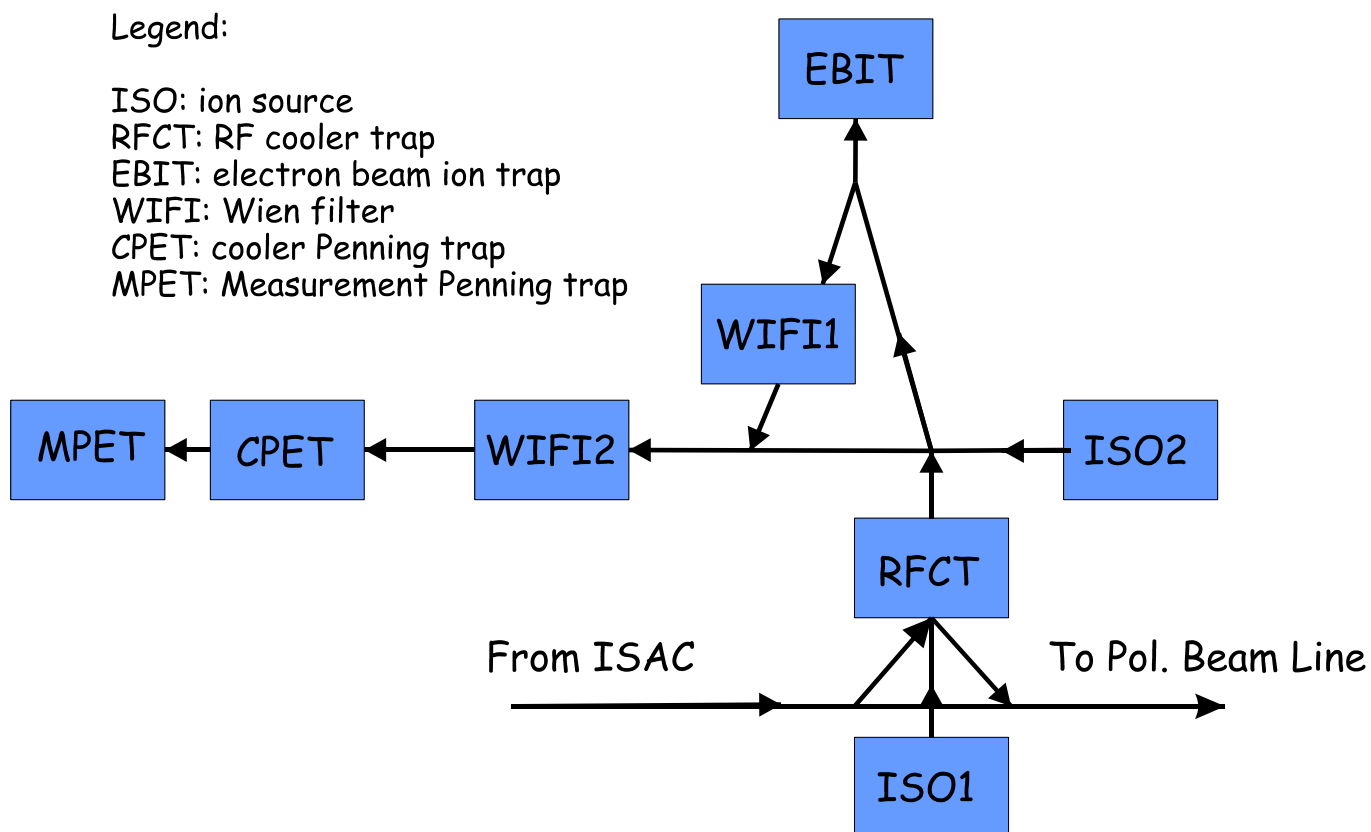 Legend:
ISO: ion source
RFCT: RF cooler trap
EBIT: electron beam ion trap
WIFI: Wien filter
CPET: cooler Penning trap
MPET: Measurement Penning trap
EBIT
WIFI1
MPET
CPET
WIFI2
ISO2
RFCT
From ISAC
To Pol. Beam Line
ISO1